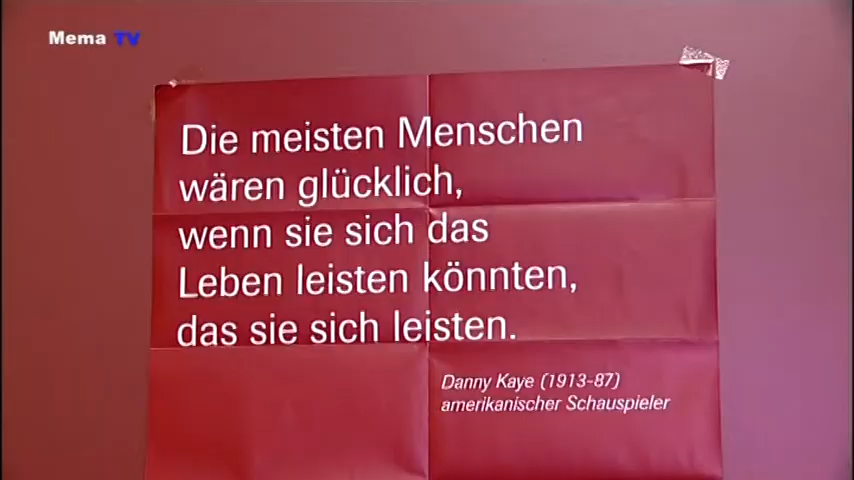 Mema TV
Die meisten Menschen
wären glücklich,
wenn sie sich das
Leben leisten könnten,
das sie sich leisten.
Danny Kaye (1913-87)
amerikanischer Schauspieler